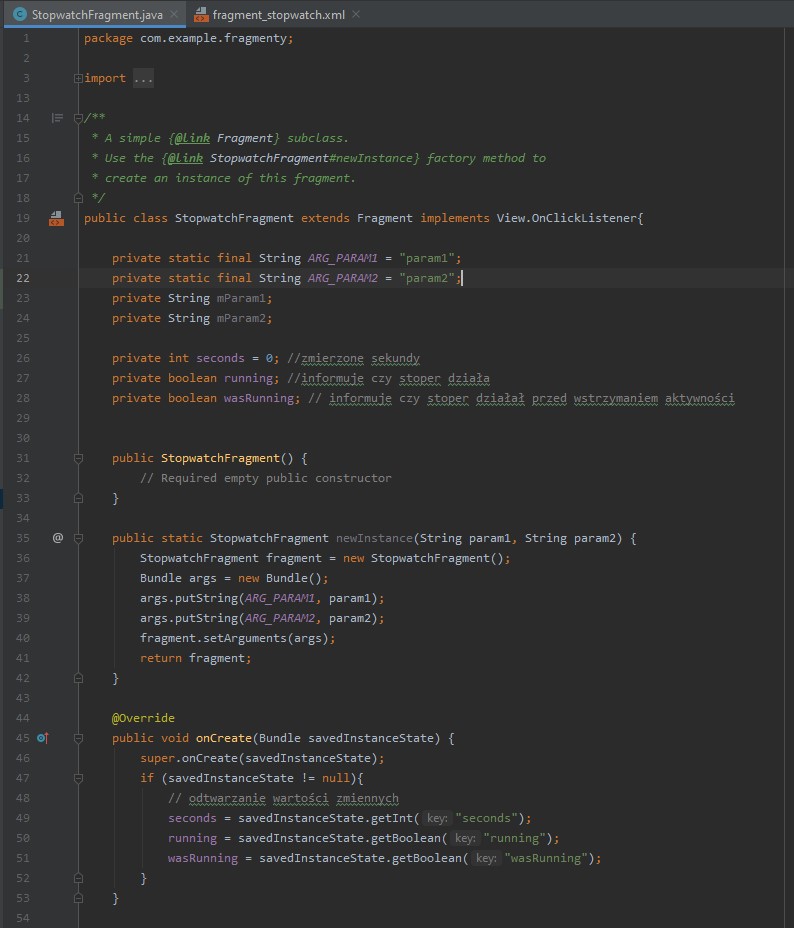 StopwatchFragment.java × fragment_stopwatch.xml ×
1 package com.example.fragmenty;
2
3 import ...
13
14 /**
15 * A simple {@link Fragment} subclass.
16 * Use the {@link StopwatchFragment#newInstance} factory method to
17 * create an instance of this fragment.
18 */
19 public class StopwatchFragment extends Fragment implements View.OnClickListener{
20
21 private static final String ARG_PARAM1 = "param1";
22 private static final String ARG_PARAM2 = "param2";
23 private String mParam1;
24 private String mParam2;
25
26 private int seconds = 0; //zmierzone sekundy
27 private boolean running; //informuje czy stoper działa
28 private boolean wasRunning; // informuje czy stoper działał przed wstrzymaniem aktywności
29
30
31 public StopwatchFragment() {
32 // Required empty public constructor
33 }
34
35 @ public static StopwatchFragment newInstance(String param1, String param2) {
36 StopwatchFragment fragment = new StopwatchFragment();
37 Bundle args = new Bundle();
38 args.putString(ARG_PARAM1, param1);
39 args.putString(ARG_PARAM2, param2);
40 fragment.setArguments(args);
41 return fragment;
42 }
43
44 @Override
45 public void onCreate(Bundle savedInstanceState) {
46 super.onCreate(savedInstanceState);
47 if (savedInstanceState != null){
48 // odtwarzanie wartości zmiennych
49 seconds = savedInstanceState.getInt( key: "seconds");
50 running = savedInstanceState.getBoolean( key: "running");
51 wasRunning = savedInstanceState.getBoolean( key: "wasRunning");
52 }
53 }
54